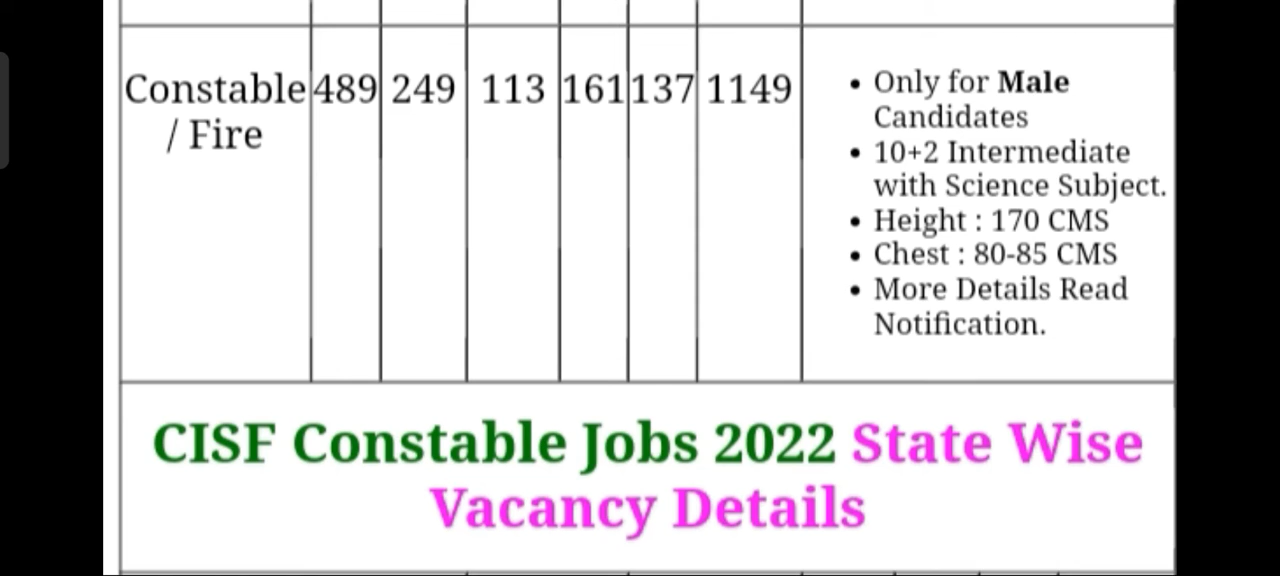 Constable 489 249 113 161 137 1149
/ Fire
• Only for Male
Candidates
• 10+2 Intermediate
with Science Subject.
• Height : 170 CMS
• Chest : 80-85 CMS
• More Details Read
Notification.
CISF Constable Jobs 2022 State Wise
Vacancy Details